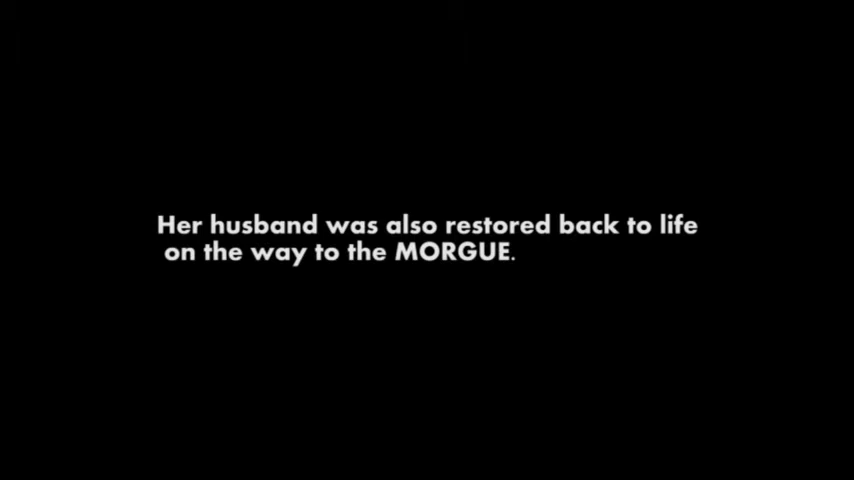 Her husband was also restored back to life
on the way to the MORGUE.